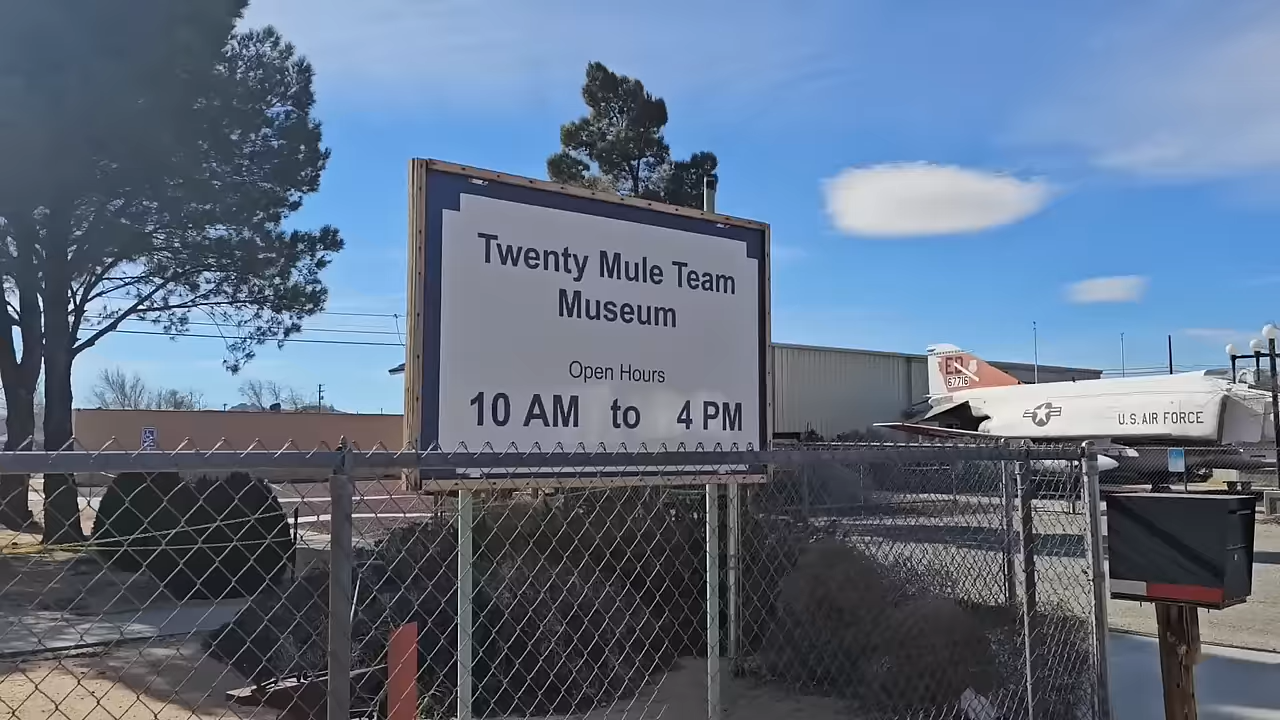 Twenty Mule Team
Museum
Open Hours
10 AM to 4 PM
ED
67716
U.S. AIR FORCE